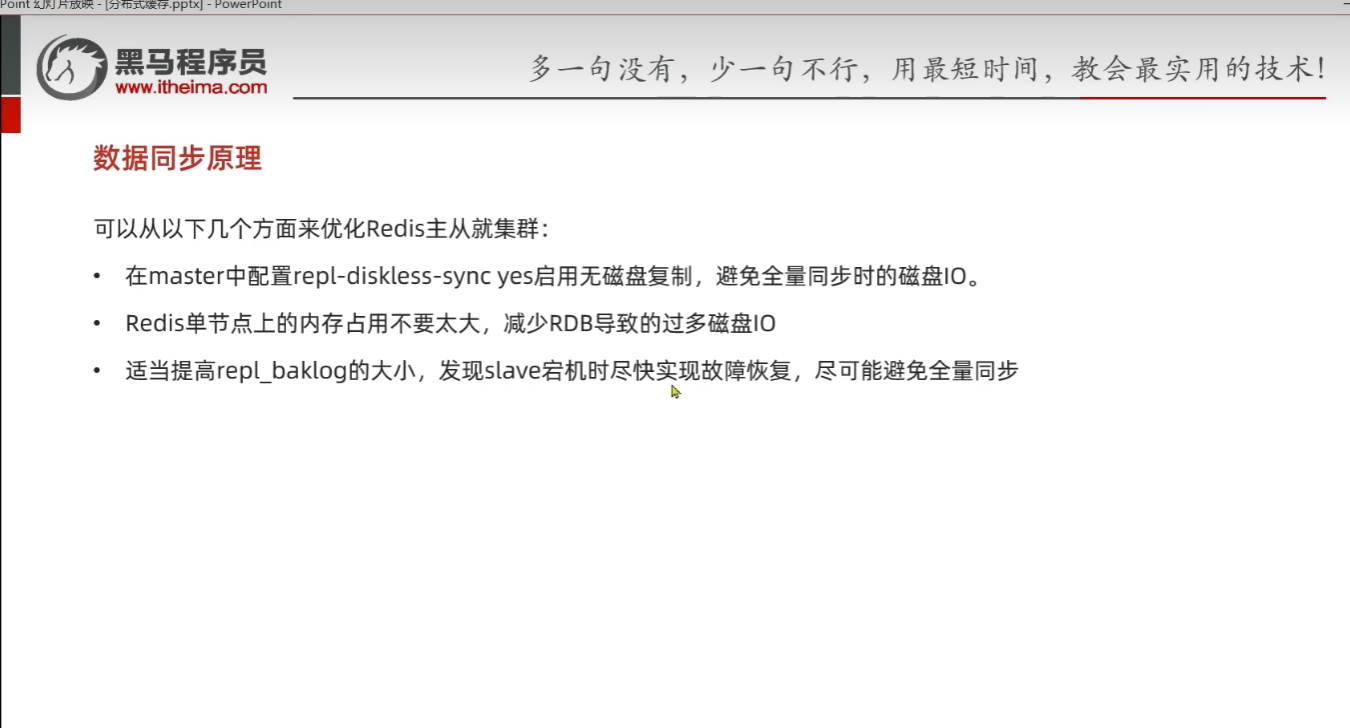 Point 幻灯片放映 - [分布式缓存.pptx] - PowerPoint
黑马程序员
www.itheima.com
多一句没有，少一句不行，用最短时间，教会最实用的技术！
数据同步原理
可以从以下几个方面来优化Redis主从就集群：
• 在master中配置repl-diskless-sync yes启用无磁盘复制，避免全量同步时的磁盘IO。
• Redis单节点上的内存占用不要太大，减少RDB导致的过多磁盘IO
• 适当提高repl_baklog的大小，发现slave宕机时尽快实现故障恢复，尽可能避免全量同步